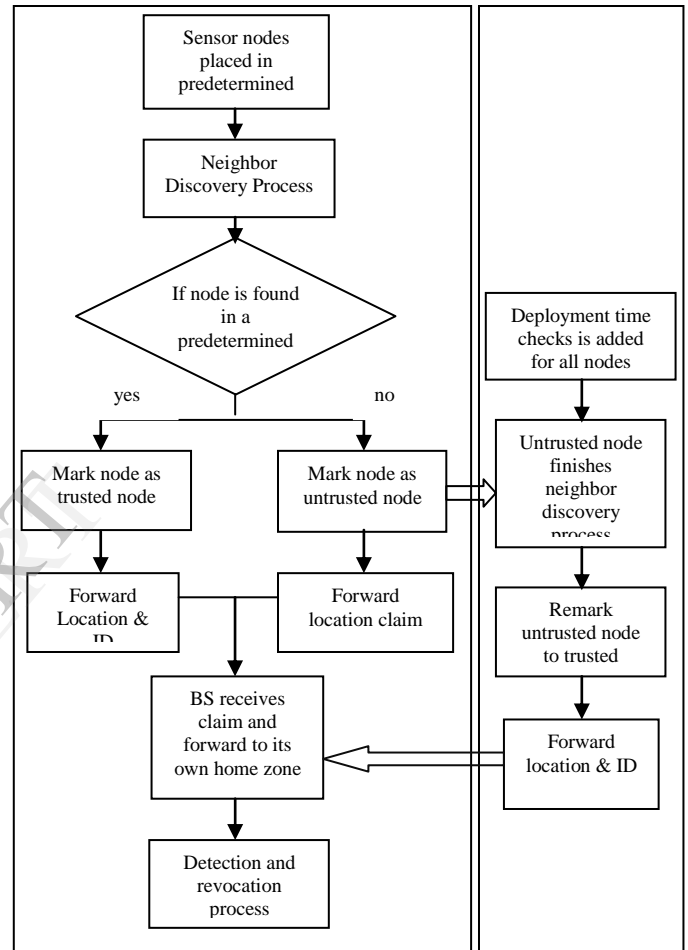 Sensor nodes
placed in
predetermined
Neighbor
Discovery Process
If node is found
in a
predetermined
yes
no
Mark node as
trusted node
Mark node as
untrusted node
Forward
Location &
ID
Forward
location claim
BS receives
claim and
forward to its
own home zone
Detection and
revocation
process
Deployment time
checks is added
for all nodes
Untrusted node
finishes
neighbor
discovery
process
Remark
untrusted node
to trusted
Forward
location & ID